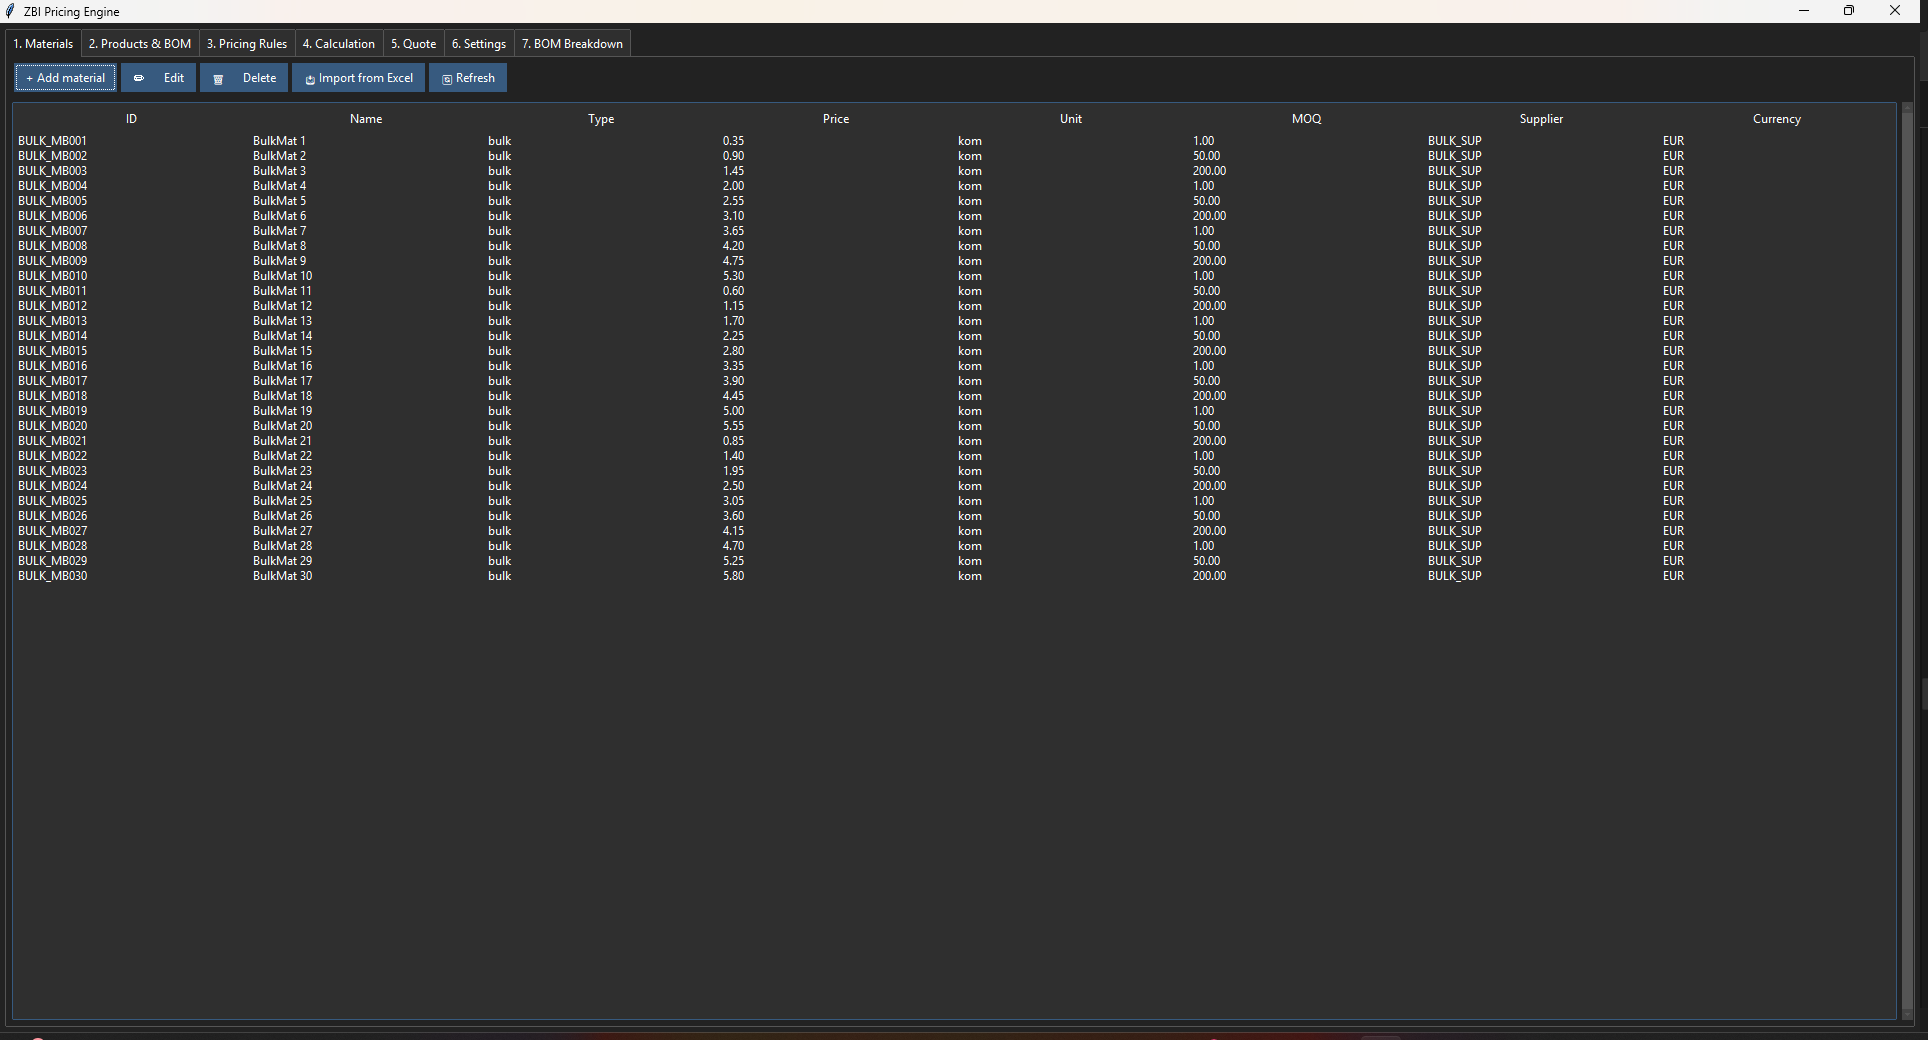 ZBI Pricing Engine
1. Materials 2. Products & BOM 3. Pricing Rules 4. Calculation 5. Quote 6. Settings 7. BOM Breakdown
+ Add material Edit Delete Import from Excel Refresh
ID Name Type Price Unit MOQ Supplier Currency
BULK_MB001 BulkMat 1 bulk 0.35 kom 1.00 BULK_SUP EUR
BULK_MB002 BulkMat 2 bulk 0.90 kom 50.00 BULK_SUP EUR
BULK_MB003 BulkMat 3 bulk 1.45 kom 200.00 BULK_SUP EUR
BULK_MB004 BulkMat 4 bulk 2.00 kom 1.00 BULK_SUP EUR
BULK_MB005 BulkMat 5 bulk 2.55 kom 50.00 BULK_SUP EUR
BULK_MB006 BulkMat 6 bulk 3.10 kom 200.00 BULK_SUP EUR
BULK_MB007 BulkMat 7 bulk 3.65 kom 1.00 BULK_SUP EUR
BULK_MB008 BulkMat 8 bulk 4.20 kom 50.00 BULK_SUP EUR
BULK_MB009 BulkMat 9 bulk 4.75 kom 200.00 BULK_SUP EUR
BULK_MB010 BulkMat 10 bulk 5.30 kom 1.00 BULK_SUP EUR
BULK_MB011 BulkMat 11 bulk 0.60 kom 50.00 BULK_SUP EUR
BULK_MB012 BulkMat 12 bulk 1.15 kom 200.00 BULK_SUP EUR
BULK_MB013 BulkMat 13 bulk 1.70 kom 1.00 BULK_SUP EUR
BULK_MB014 BulkMat 14 bulk 2.25 kom 50.00 BULK_SUP EUR
BULK_MB015 BulkMat 15 bulk 2.80 kom 200.00 BULK_SUP EUR
BULK_MB016 BulkMat 16 bulk 3.35 kom 1.00 BULK_SUP EUR
BULK_MB017 BulkMat 17 bulk 3.90 kom 50.00 BULK_SUP EUR
BULK_MB018 BulkMat 18 bulk 4.45 kom 200.00 BULK_SUP EUR
BULK_MB019 BulkMat 19 bulk 5.00 kom 1.00 BULK_SUP EUR
BULK_MB020 BulkMat 20 bulk 5.55 kom 50.00 BULK_SUP EUR
BULK_MB021 BulkMat 21 bulk 0.85 kom 200.00 BULK_SUP EUR
BULK_MB022 BulkMat 22 bulk 1.40 kom 1.00 BULK_SUP EUR
BULK_MB023 BulkMat 23 bulk 1.95 kom 50.00 BULK_SUP EUR
BULK_MB024 BulkMat 24 bulk 2.50 kom 200.00 BULK_SUP EUR
BULK_MB025 BulkMat 25 bulk 3.05 kom 1.00 BULK_SUP EUR
BULK_MB026 BulkMat 26 bulk 3.60 kom 50.00 BULK_SUP EUR
BULK_MB027 BulkMat 27 bulk 4.15 kom 200.00 BULK_SUP EUR
BULK_MB028 BulkMat 28 bulk 4.70 kom 1.00 BULK_SUP EUR
BULK_MB029 BulkMat 29 bulk 5.25 kom 50.00 BULK_SUP EUR
BULK_MB030 BulkMat 30 bulk 5.80 kom 200.00 BULK_SUP EUR